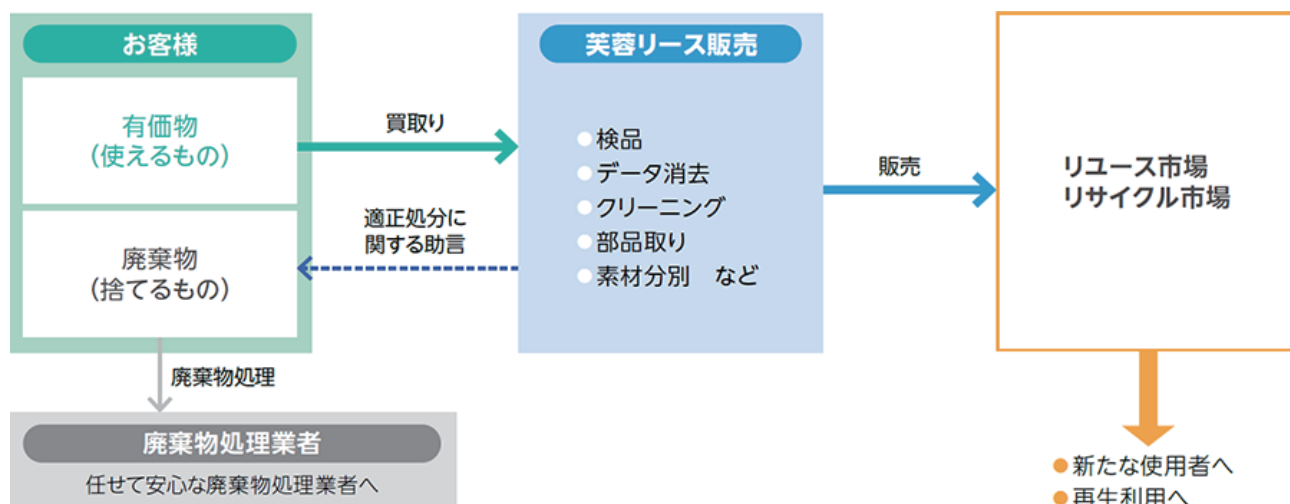 お客様
有価物
(使えるもの)
廃棄物
(捨てるもの)
買取り
適正処分に
関する助言
廃棄物処理
廃棄物処理業者
任せて安心な廃棄物処理業者へ
芙蓉リース販売
●検品
●データ消去
●クリーニング
●部品取り
●素材分別　など
販売
リユース市場
リサイクル市場
●新たな使用者へ
●再生利用へ